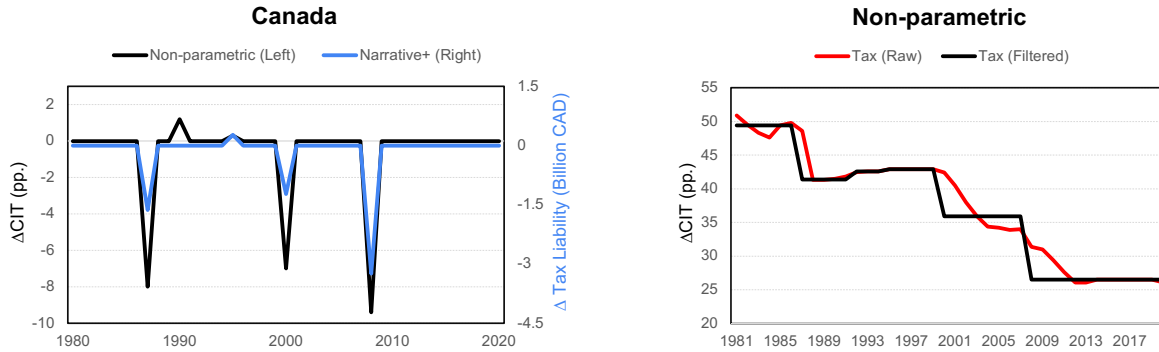 Canada
Non-parametric (Left) Narrative+ (Right)
ΔCIT (pp.)
2
0
-2
-4
-6
-8
-10
1.5
0
-1.5
-3
-4.5
Δ Tax Liability (Billion CAD)
1980 1990 2000 2010 2020
Non-parametric
Tax (Raw) Tax (Filtered)
ΔCIT (pp.)
55
50
45
40
35
30
25
20
1981 1985 1989 1993 1997 2001 2005 2009 2013 2017